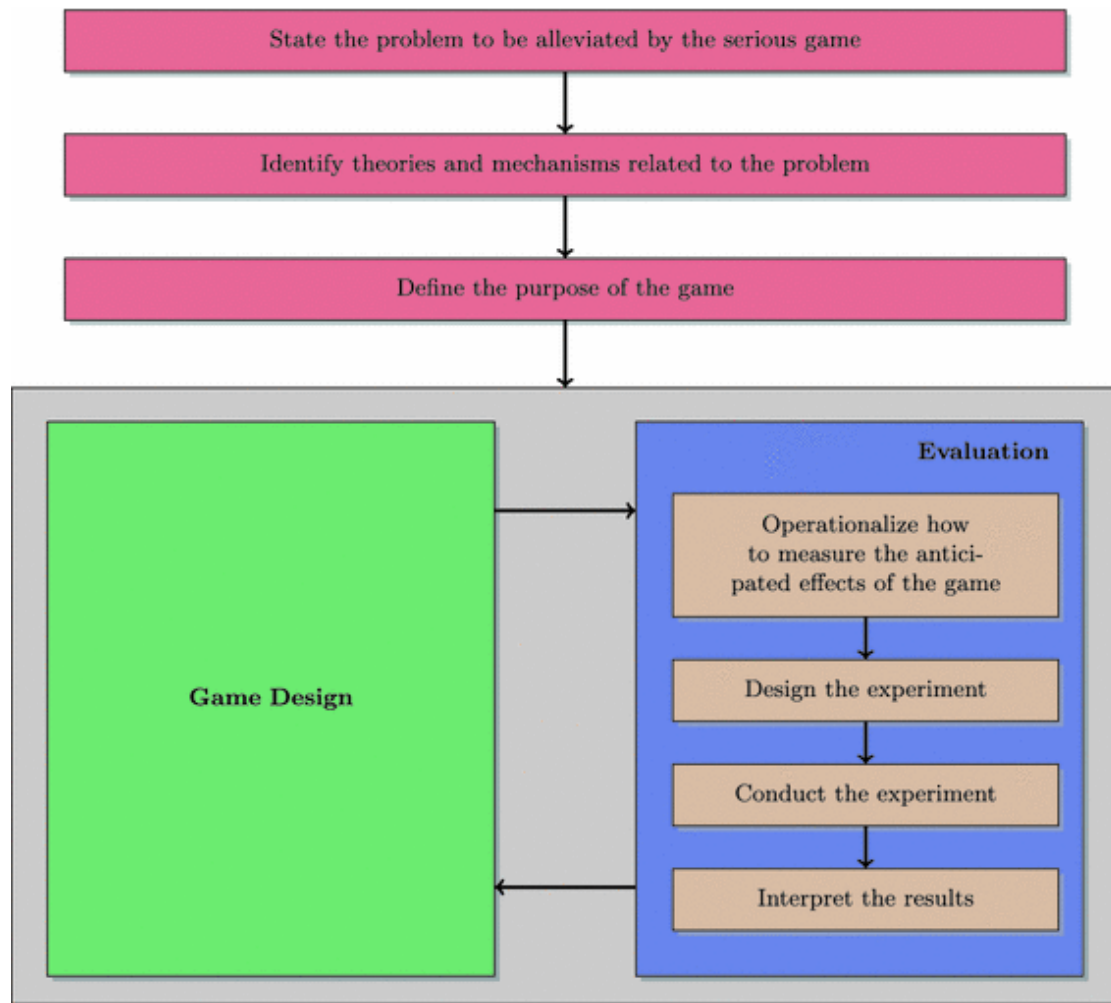 State the problem to be alleviated by the serious game
Identify theories and mechanisms related to the problem
Define the purpose of the game
Game Design
Evaluation
Operationalize how
to measure the antici-
pated effects of the game
Design the experiment
Conduct the experiment
Interpret the results